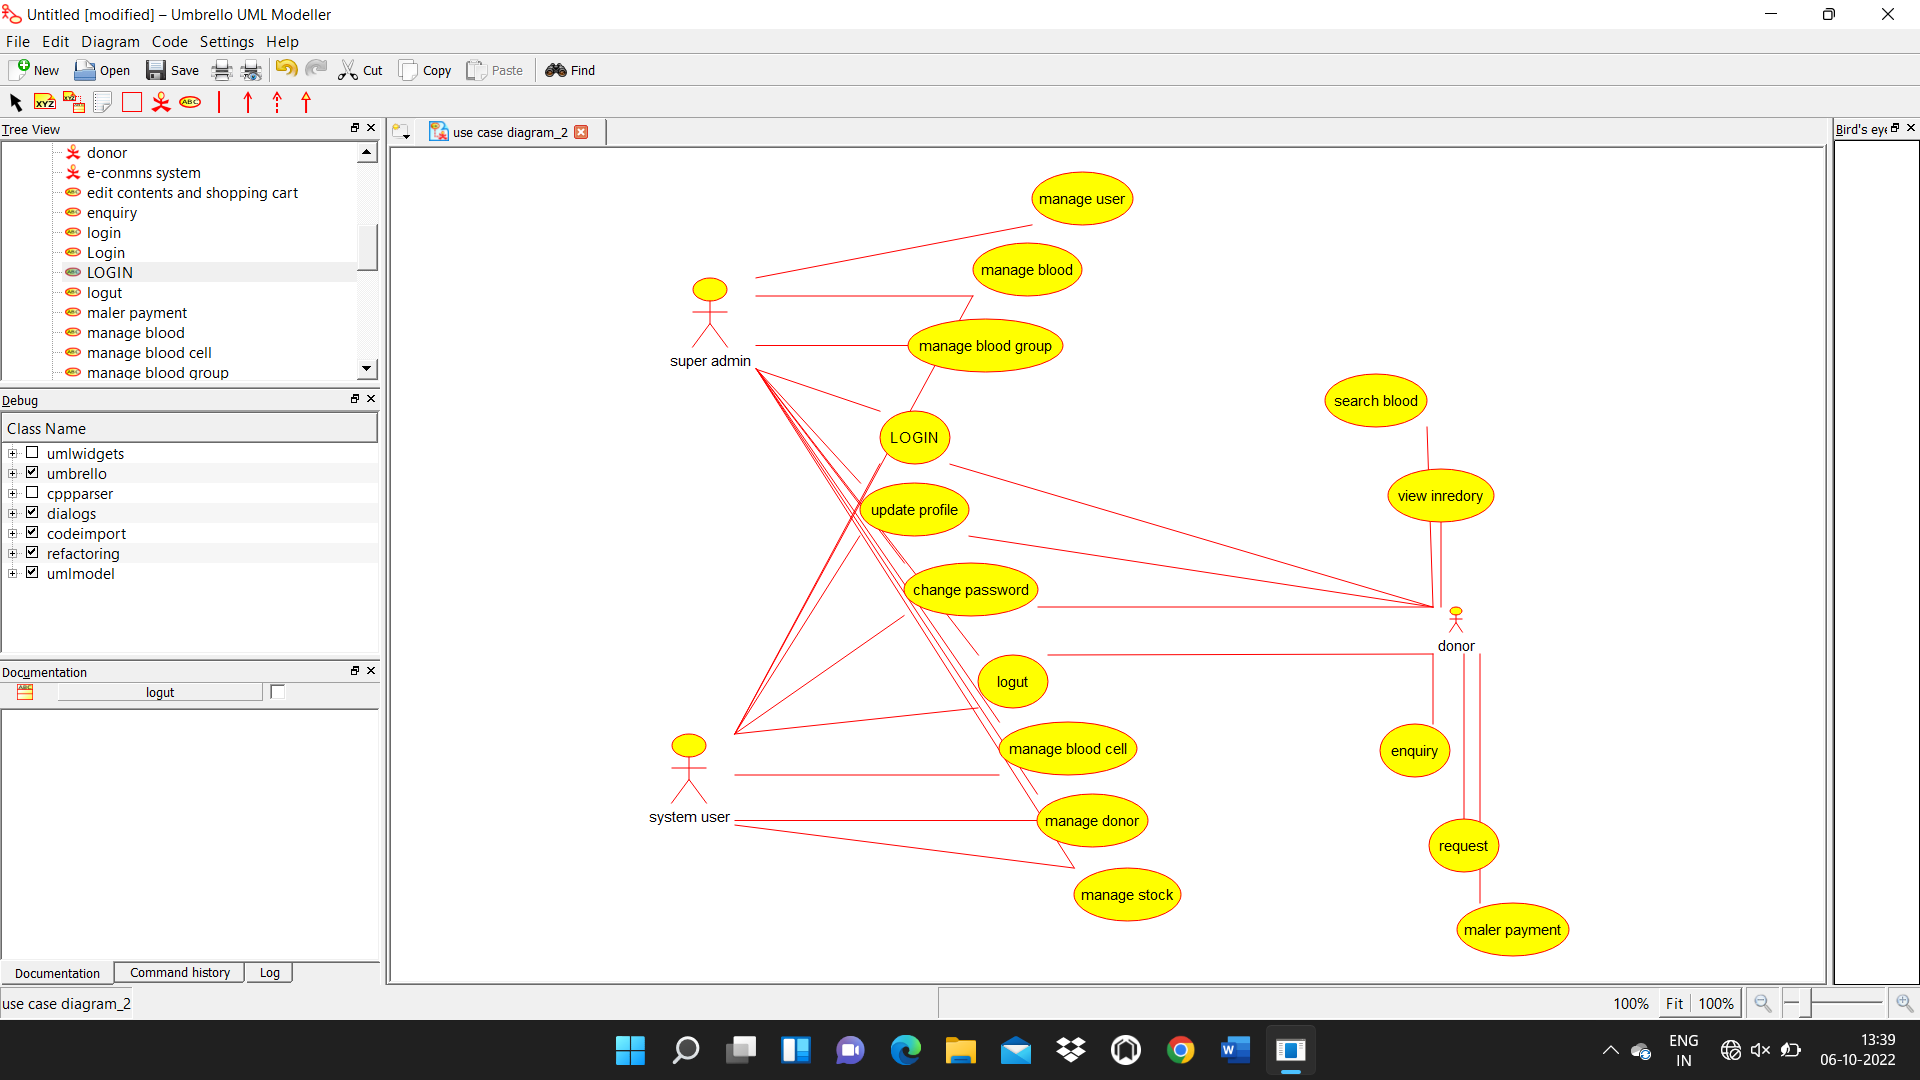 Untitled [modified] – Umbrello UML Modeller
File Edit Diagram Code Settings Help
New Open Save Cut Copy Paste Find
XYZ XYZ ABC
Tree View
donor
e-conmns system
edit contents and shopping cart
enquiry
login
Login
LOGIN
logut
maler payment
manage blood
manage blood cell
manage blood group
Debug
Class Name
umlwidgets
umbrello
cppparser
dialogs
codeimport
refactoring
umlmodel
Documentation
logut
Documentation Command history Log
use case diagram_2
use case diagram_2
Bird's eye
manage user
manage blood
super admin
manage blood group
search blood
LOGIN
view inredory
update profile
change password
donor
logut
system user
manage blood cell
enquiry
manage donor
request
manage stock
maler payment
100% Fit 100%
ENG
IN
13:39
06-10-2022